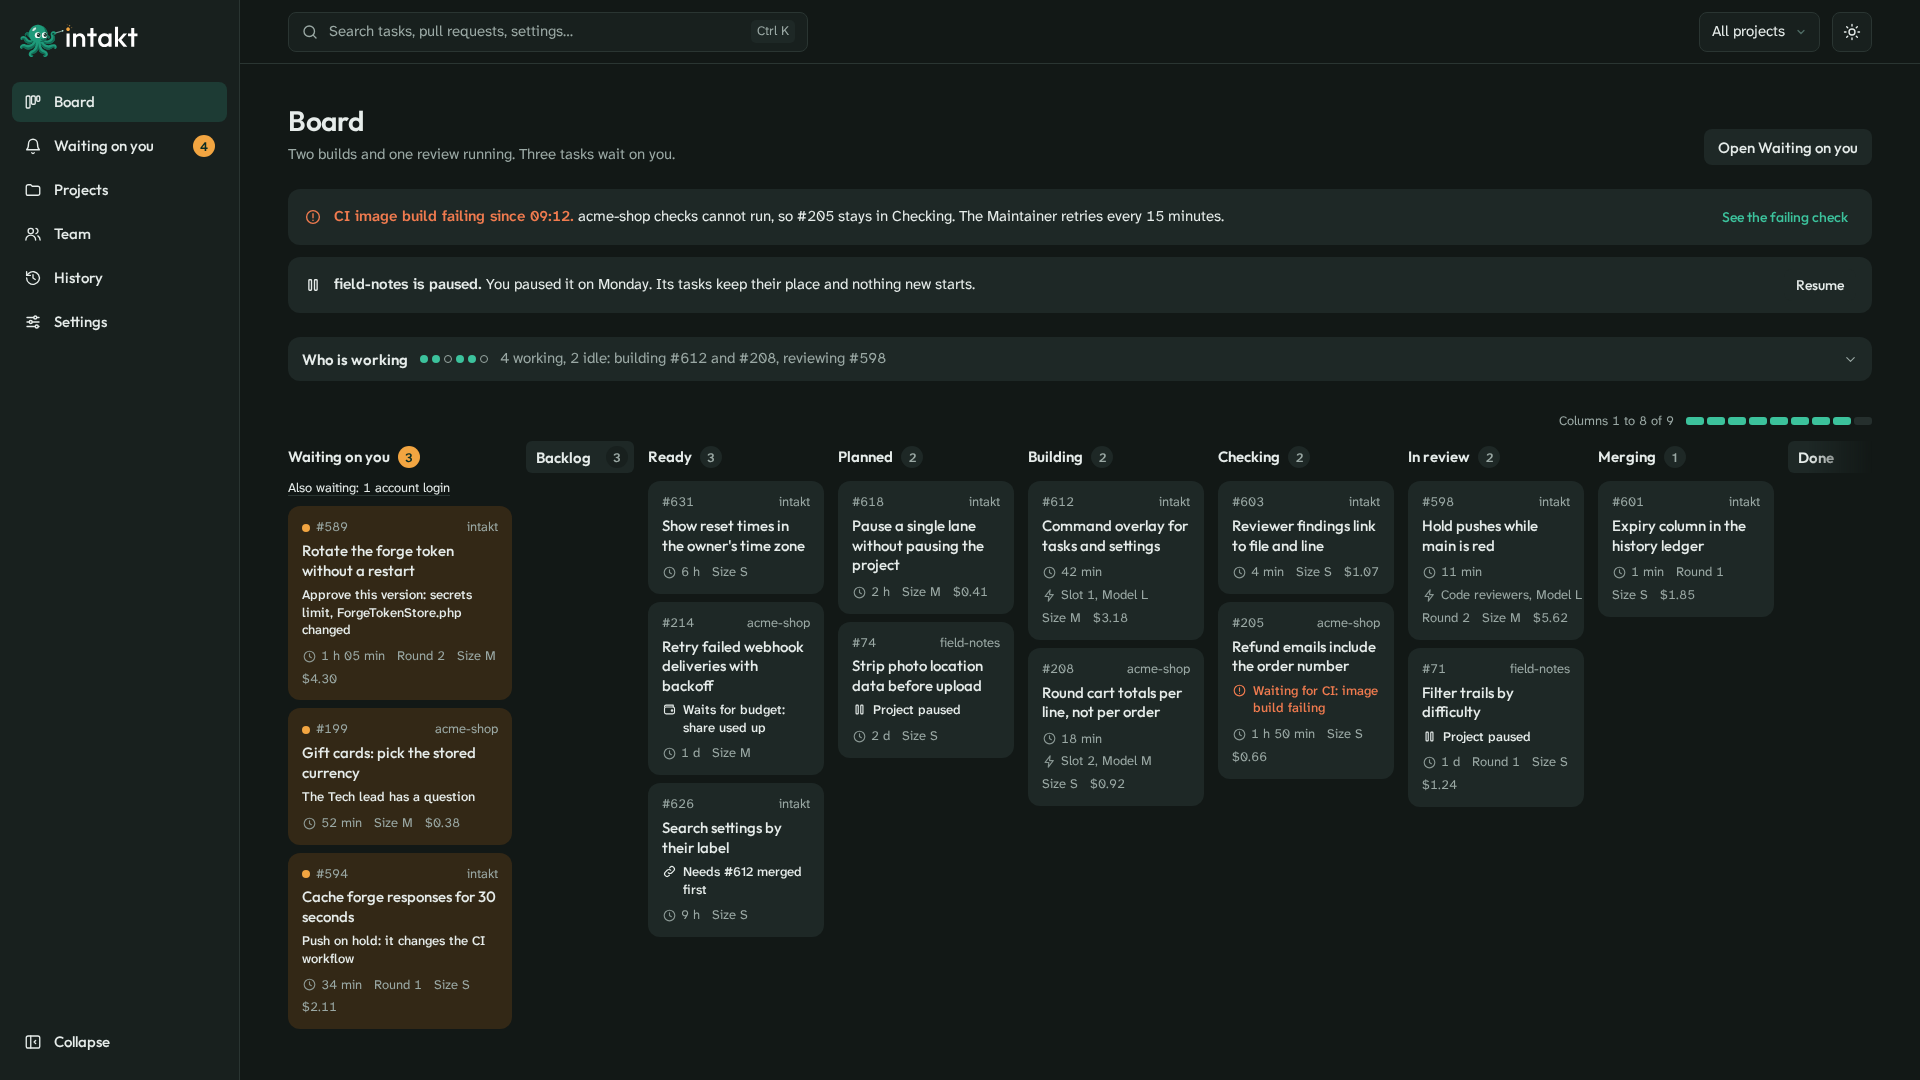 intakt
Search tasks, pull requests, settings...
Ctrl K
All projects
Board
Waiting on you
4
Projects
Team
History
Settings
Collapse
Board
Two builds and one review running. Three tasks wait on you.
Open Waiting on you
CI image build failing since 09:12. acme-shop checks cannot run, so #205 stays in Checking. The Maintainer retries every 15 minutes.
See the failing check
field-notes is paused. You paused it on Monday. Its tasks keep their place and nothing new starts.
Resume
Who is working
4 working, 2 idle: building #612 and #208, reviewing #598
Columns 1 to 8 of 9
Waiting on you 3
Also waiting: 1 account login
#589 intakt
Rotate the forge token
without a restart
Approve this version: secrets
limit, ForgeTokenStore.php
changed
1 h 05 min Round 2 Size M
$4.30
#199 acme-shop
Gift cards: pick the stored
currency
The Tech lead has a question
52 min Size M $0.38
#594 intakt
Cache forge responses for 30
seconds
Push on hold: it changes the CI
workflow
34 min Round 1 Size S
$2.11
Backlog 3
Ready 3
#631 intakt
Show reset times in
the owner's time zone
6 h Size S
#214 acme-shop
Retry failed webhook
deliveries with
backoff
Waits for budget:
share used up
1 d Size M
#626 intakt
Search settings by
their label
Needs #612 merged
first
9 h Size S
Planned 2
#618 intakt
Pause a single lane
without pausing the
project
2 h Size M $0.41
#74 field-notes
Strip photo location
data before upload
Project paused
2 d Size S
Building 2
#612 intakt
Command overlay for
tasks and settings
42 min
Slot 1, Model L
Size M $3.18
#208 acme-shop
Round cart totals per
line, not per order
18 min
Slot 2, Model M
Size S $0.92
Checking 2
#603 intakt
Reviewer findings link
to file and line
4 min Size S $1.07
#205 acme-shop
Refund emails include
the order number
Waiting for CI: image
build failing
1 h 50 min Size S
$0.66
In review 2
#598 intakt
Hold pushes while
main is red
11 min
Code reviewers, Model L
Round 2 Size M $5.62
#71 field-notes
Filter trails by
difficulty
Project paused
1 d Round 1 Size S
$1.24
Merging 1
#601 intakt
Expiry column in the
history ledger
1 min Round 1
Size S $1.85
Done